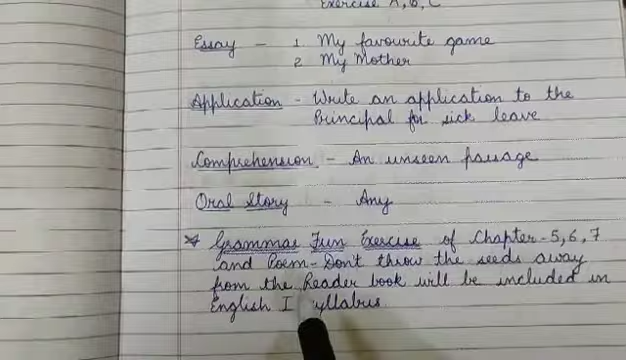 Exercise A, B, C
Essay - 1 My favourite game
2 My Mother
Application - Write an application to the
Principal for sick leave
Comprehension - An unseen passage
Oral Story - Any
* Grammar Fun Exercise of Chapter-5, 6, 7
and Poem-Don't throw the seeds away
from the Reader book will be included in
English I yllabus.